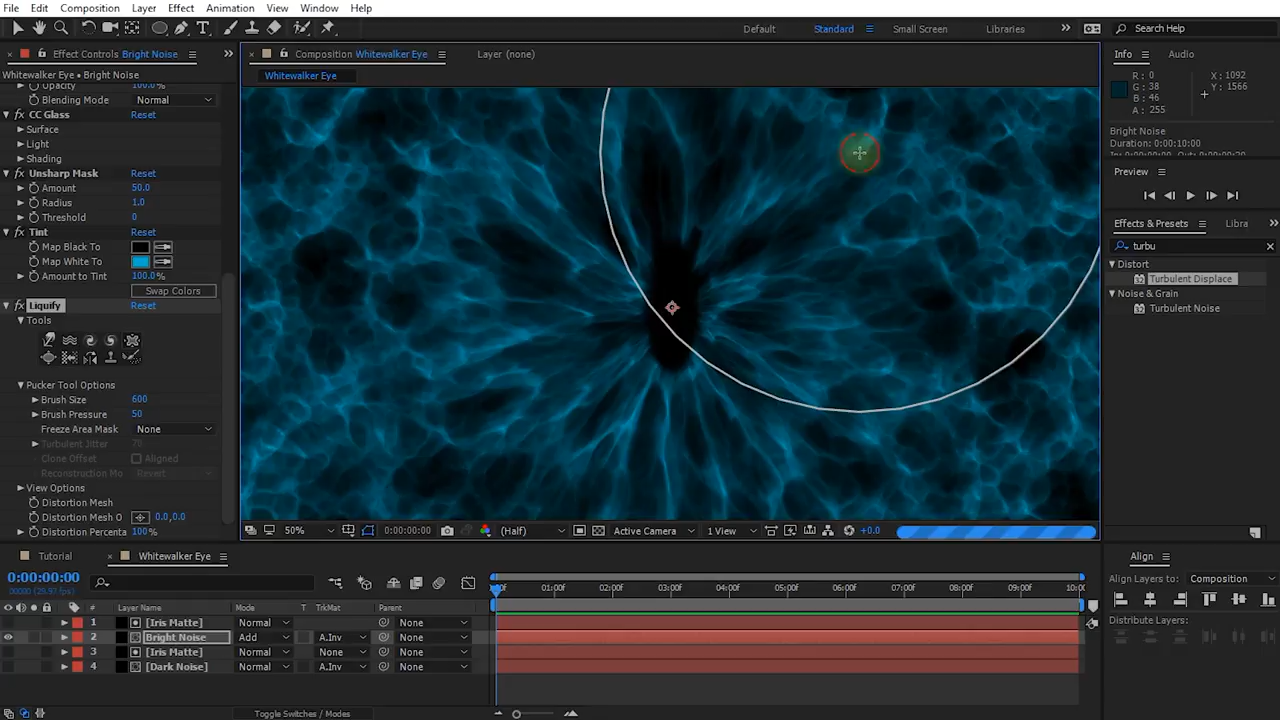 File Edit Composition Layer Effect Animation View Window Help
Default Standard Small Screen Libraries Search Help
Effect Controls Bright Noise
Composition Whitewalker Eye
Layer (none)
Info Audio
Whitewalker Eye • Bright Noise
Whitewalker Eye
R: 0 X: 1092
G: 38 Y: 1566
B: 46
A: 255
Opacity 100.0%
Blending Mode Normal
fx CC Glass Reset
Surface
Light
Shading
fx Unsharp Mask Reset
Amount 50.0
Radius 1.0
Threshold 0
fx Tint Reset
Map Black To
Map White To
Amount to Tint 100.0%
Swap Colors
fx Liquify Reset
Tools
Pucker Tool Options
Brush Size 600
Brush Pressure 50
Freeze Area Mask None
Turbulent Jitter 70
Clone Offset Aligned
Reconstruction Mo Revert
View Options
Distortion Mesh
Distortion Mesh O 0.0,0.0
Distortion Percenta 100%
Bright Noise
Duration: 0:00:10:00
Preview
Effects & Presets Libra
turbu
Distort
Turbulent Displace
Noise & Grain
Turbulent Noise
50% 0:00:00:00 (Half) Active Camera 1 View +0.0
Tutorial Whitewalker Eye
0:00:00:00
00000 (29.97 fps)
:00f 01:00f 02:00f 03:00f 04:00f 05:00f 06:00f 07:00f 08:00f 09:00f 10:00
# Layer Name Mode T TrkMat Parent
1 [Iris Matte] Normal None
2 Bright Noise Add A.Inv None
3 [Iris Matte] Normal None None
4 [Dark Noise] Normal A.Inv None
Toggle Switches / Modes
Align
Align Layers to: Composition
Distribute Layers: